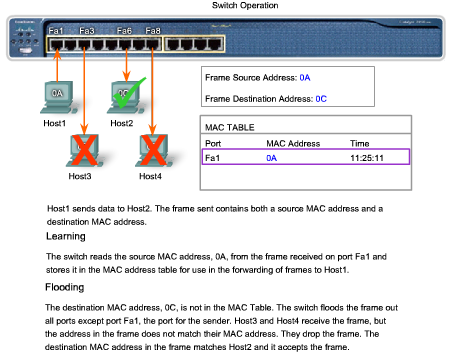 Switch Operation
Fa1 Fa3 Fa6 Fa8
0A 0C
Host1 Host2
Host3 Host4
Frame Source Address: 0A
Frame Destination Address: 0C
MAC TABLE
Port MAC Address Time
Fa1 0A 11:25:11
Host1 sends data to Host2. The frame sent contains both a source MAC address and a
destination MAC address.
Learning
The switch reads the source MAC address, 0A, from the frame received on port Fa1 and
stores it in the MAC address table for use in the forwarding of frames to Host1.
Flooding
The destination MAC address, 0C, is not in the MAC Table. The switch floods the frame out
all ports except port Fa1, the port for the sender. Host3 and Host4 receive the frame, but
the address in the frame does not match their MAC address. They drop the frame. The
destination MAC address in the frame matches Host2 and it accepts the frame.